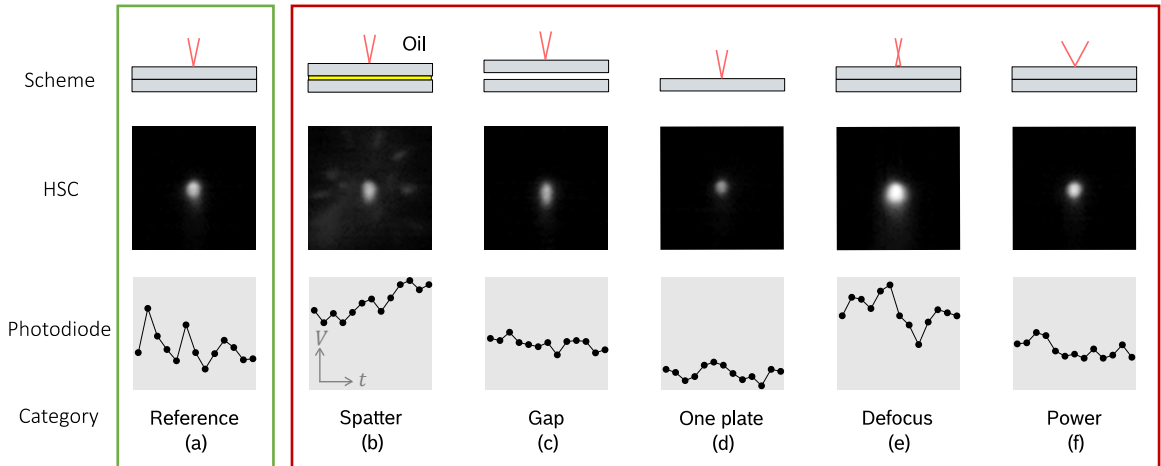 Scheme
Oil
HSC
Photodiode
V
t
Category
Reference
Spatter
Gap
One plate
Defocus
Power
(a)
(b)
(c)
(d)
(e)
(f)